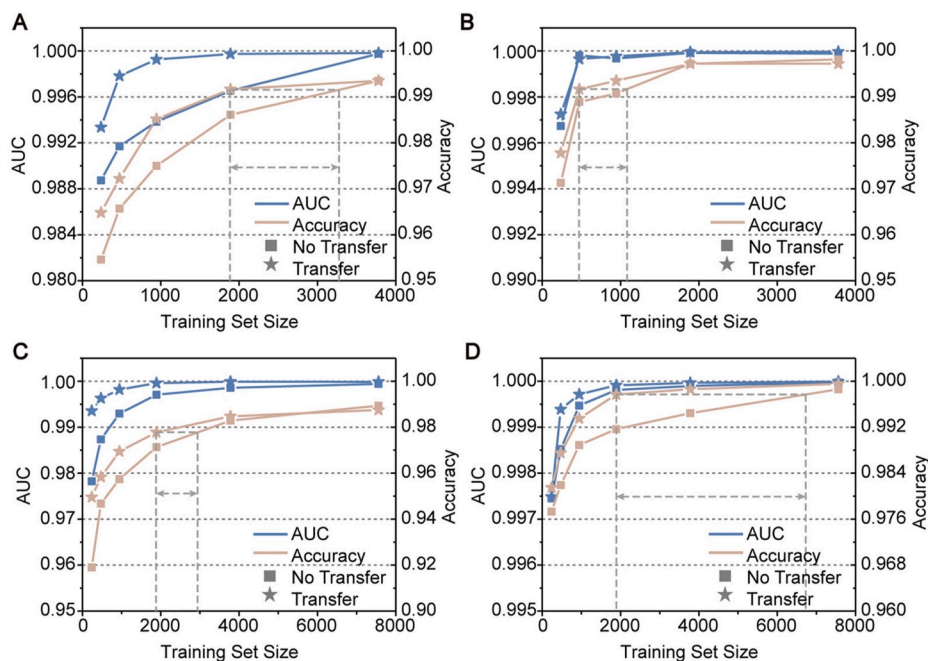 A
AUC
1.000
0.996
0.992
0.988
0.984
0.980
1.00
0.99
0.98
0.97
0.96
0.95
Accuracy
AUC
Accuracy
No Transfer
Transfer
0 1000 2000 3000 4000
Training Set Size
B
AUC
1.000
0.998
0.996
0.994
0.992
0.990
1.00
0.99
0.98
0.97
0.96
0.95
Accuracy
AUC
Accuracy
No Transfer
Transfer
0 1000 2000 3000 4000
Training Set Size
C
AUC
1.00
0.99
0.98
0.97
0.96
0.95
1.00
0.98
0.96
0.94
0.92
0.90
Accuracy
AUC
Accuracy
No Transfer
Transfer
0 2000 4000 6000 8000
Training Set Size
D
AUC
1.000
0.999
0.998
0.997
0.996
0.995
1.000
0.992
0.984
0.976
0.968
0.960
Accuracy
AUC
Accuracy
No Transfer
Transfer
0 2000 4000 6000 8000
Training Set Size